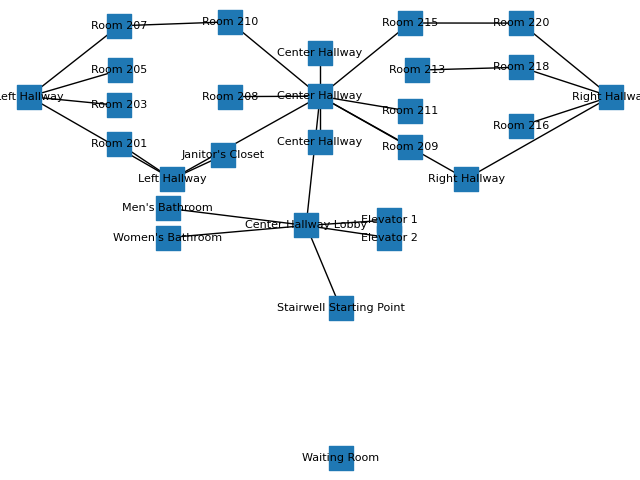 Room 207
Room 210
Room 215
Room 220
Center Hallway
Room 205
Room 213
Room 218
Left Hallway
Room 203
Room 208
Center Hallway
Room 211
Right Hallwa
Room 216
Room 201
Janitor's Closet
Center Hallway
Room 209
Left Hallway
Right Hallway
Men's Bathroom
Women's Bathroom
Center Hallway Lobby
Elevator 1
Elevator 2
Stairwell Starting Point
Waiting Room